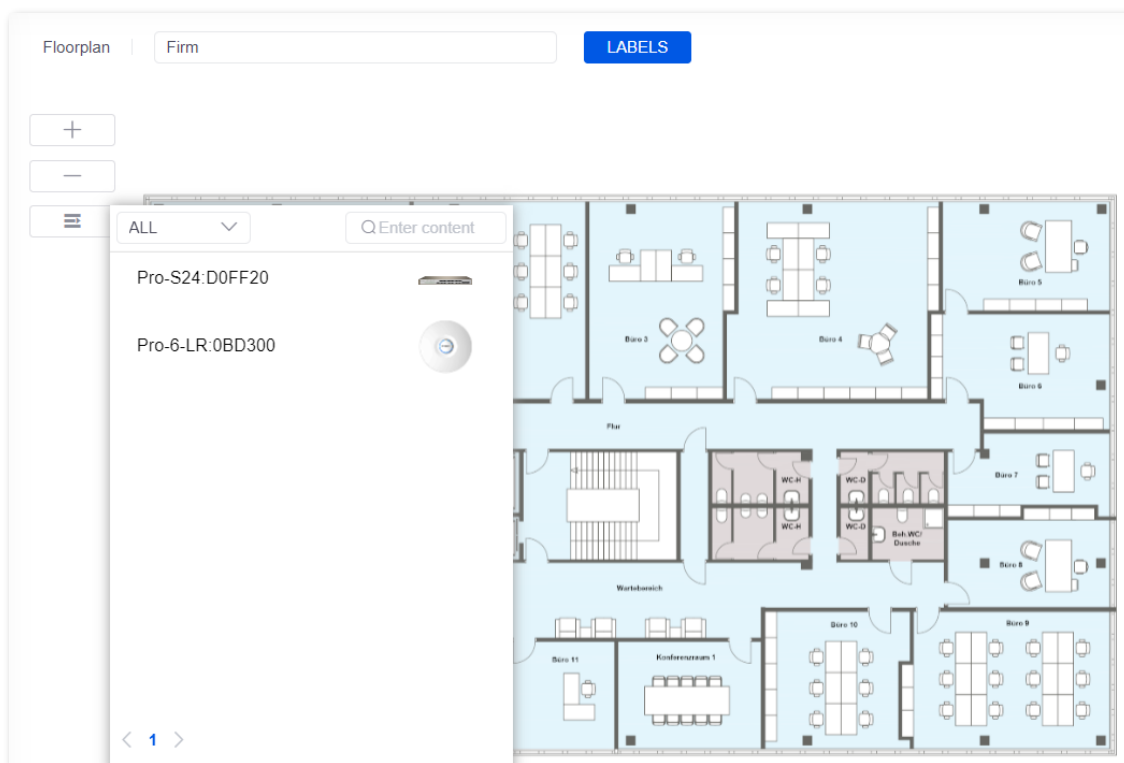 Floorplan
Firm
LABELS
ALL
Enter content
Pro-S24:D0FF20
Pro-6-LR:0BD300
1
Büro 3
Büro 4
Büro 5
Büro 6
Flur
Büro 7
WC-H
WC-D
WC-H
WC-D
Beh.WC/
Dusche
Büro 8
Wartebereich
Büro 10
Büro 9
Büro 11
Konferenzraum 1